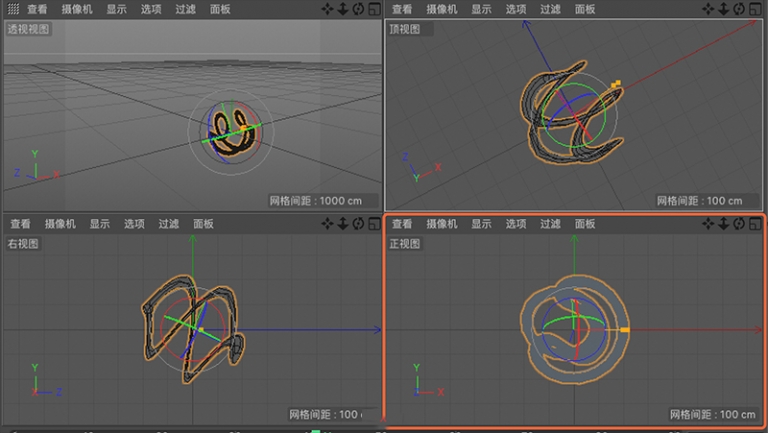 查看 摄像机 显示 选项 过滤 面板
透视视图
Y
Z X
网格间距 : 1000 cm
查看 摄像机 显示 选项 过滤 面板
顶视图
Z X
Y
网格间距 : 100 cm
查看 摄像机 显示 选项 过滤 面板
右视图
Y
X Z
网格间距 : 100
查看 摄像机 显示 选项 过滤 面板
正视图
Y
Z X
网格间距 : 100 cm